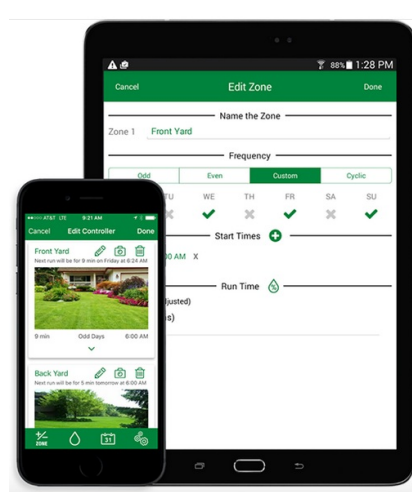 88% 1:28 PM
Cancel Edit Zone Done
Name the Zone
Zone 1 Front Yard
Frequency
Odd Even Custom Cyclic
TU WE TH FR SA SU
Start Times
00 AM X
Run Time %
justed)
s)
AT&T LTE 9:21 AM
Cancel Edit Controller Done
Front Yard
Next run will be for 9 min on Friday at 6:24 AM
9 min Odd Days 6:00 AM
Back Yard
Next run will be for 5 min tomorrow at 6:00 AM
+/- ZONE 31